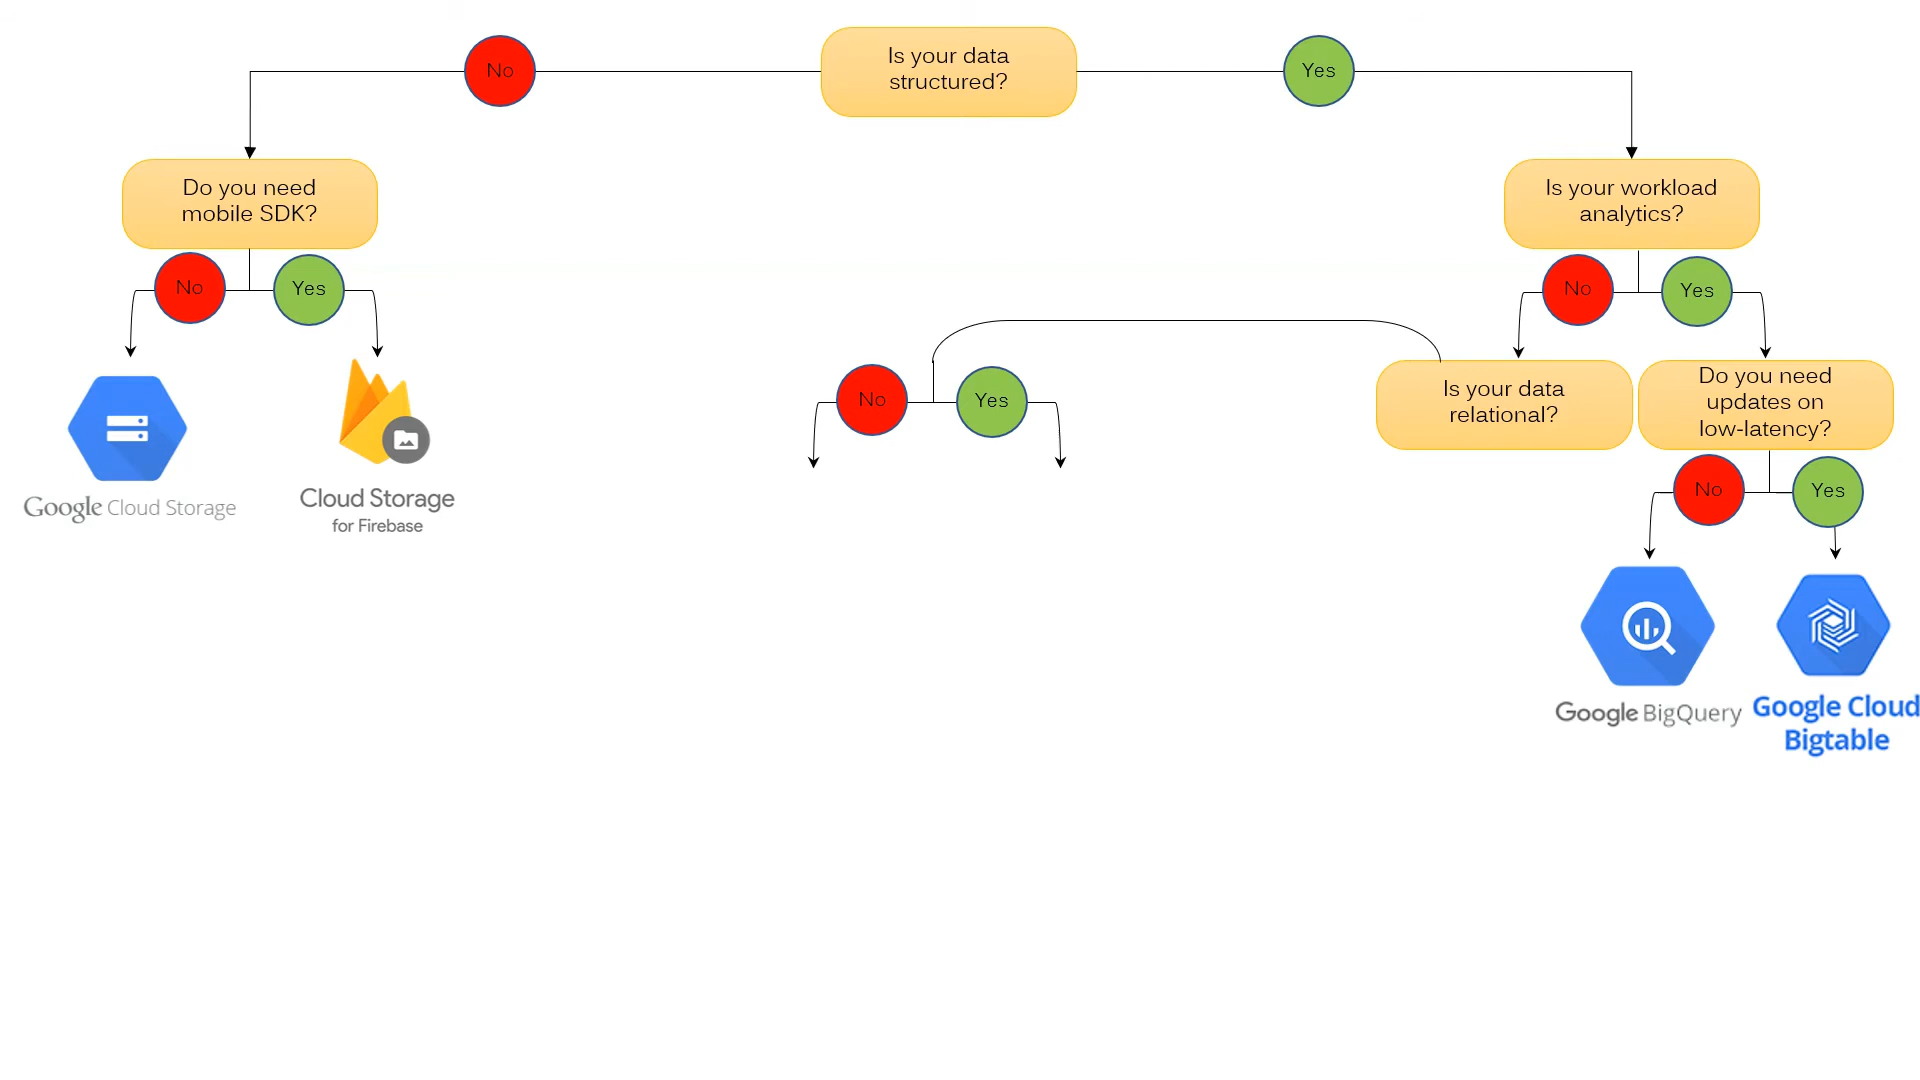 No
Is your data
structured?
Yes
Do you need
mobile SDK?
Is your workload
analytics?
No
Yes
No
Yes
No
Yes
Is your data
relational?
Do you need
updates on
low-latency?
No
Yes
Google Cloud Storage
Cloud Storage
for Firebase
Google BigQuery
Google Cloud
Bigtable